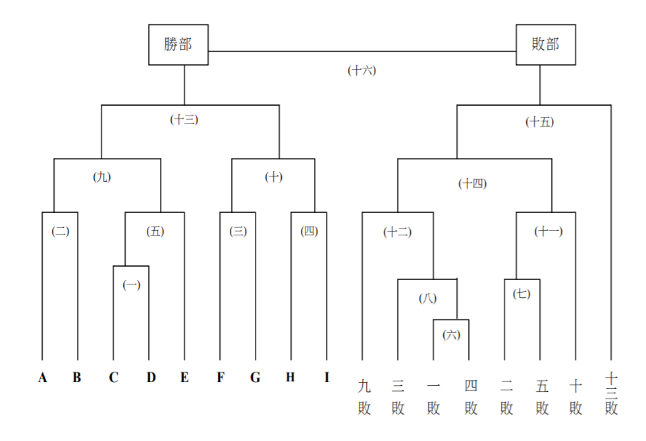 勝部 敗部
(十六)
(十三) (十五)
(九) (十) (十四)
(二) (五) (三) (四) (十二) (十一)
(一) (八) (七)
(六)
A B C D E F G H I 九敗 三敗 一敗 四敗 二敗 五敗 十敗 十三敗